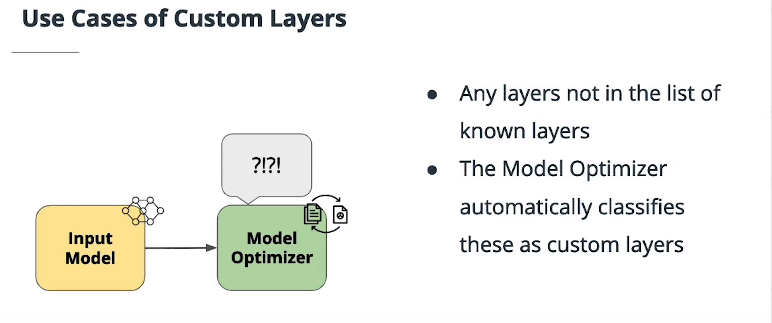 Use Cases of Custom Layers
● Any layers not in the list of
known layers
● The Model Optimizer
automatically classifies
these as custom layers
?!?!
Input
Model
Model
Optimizer